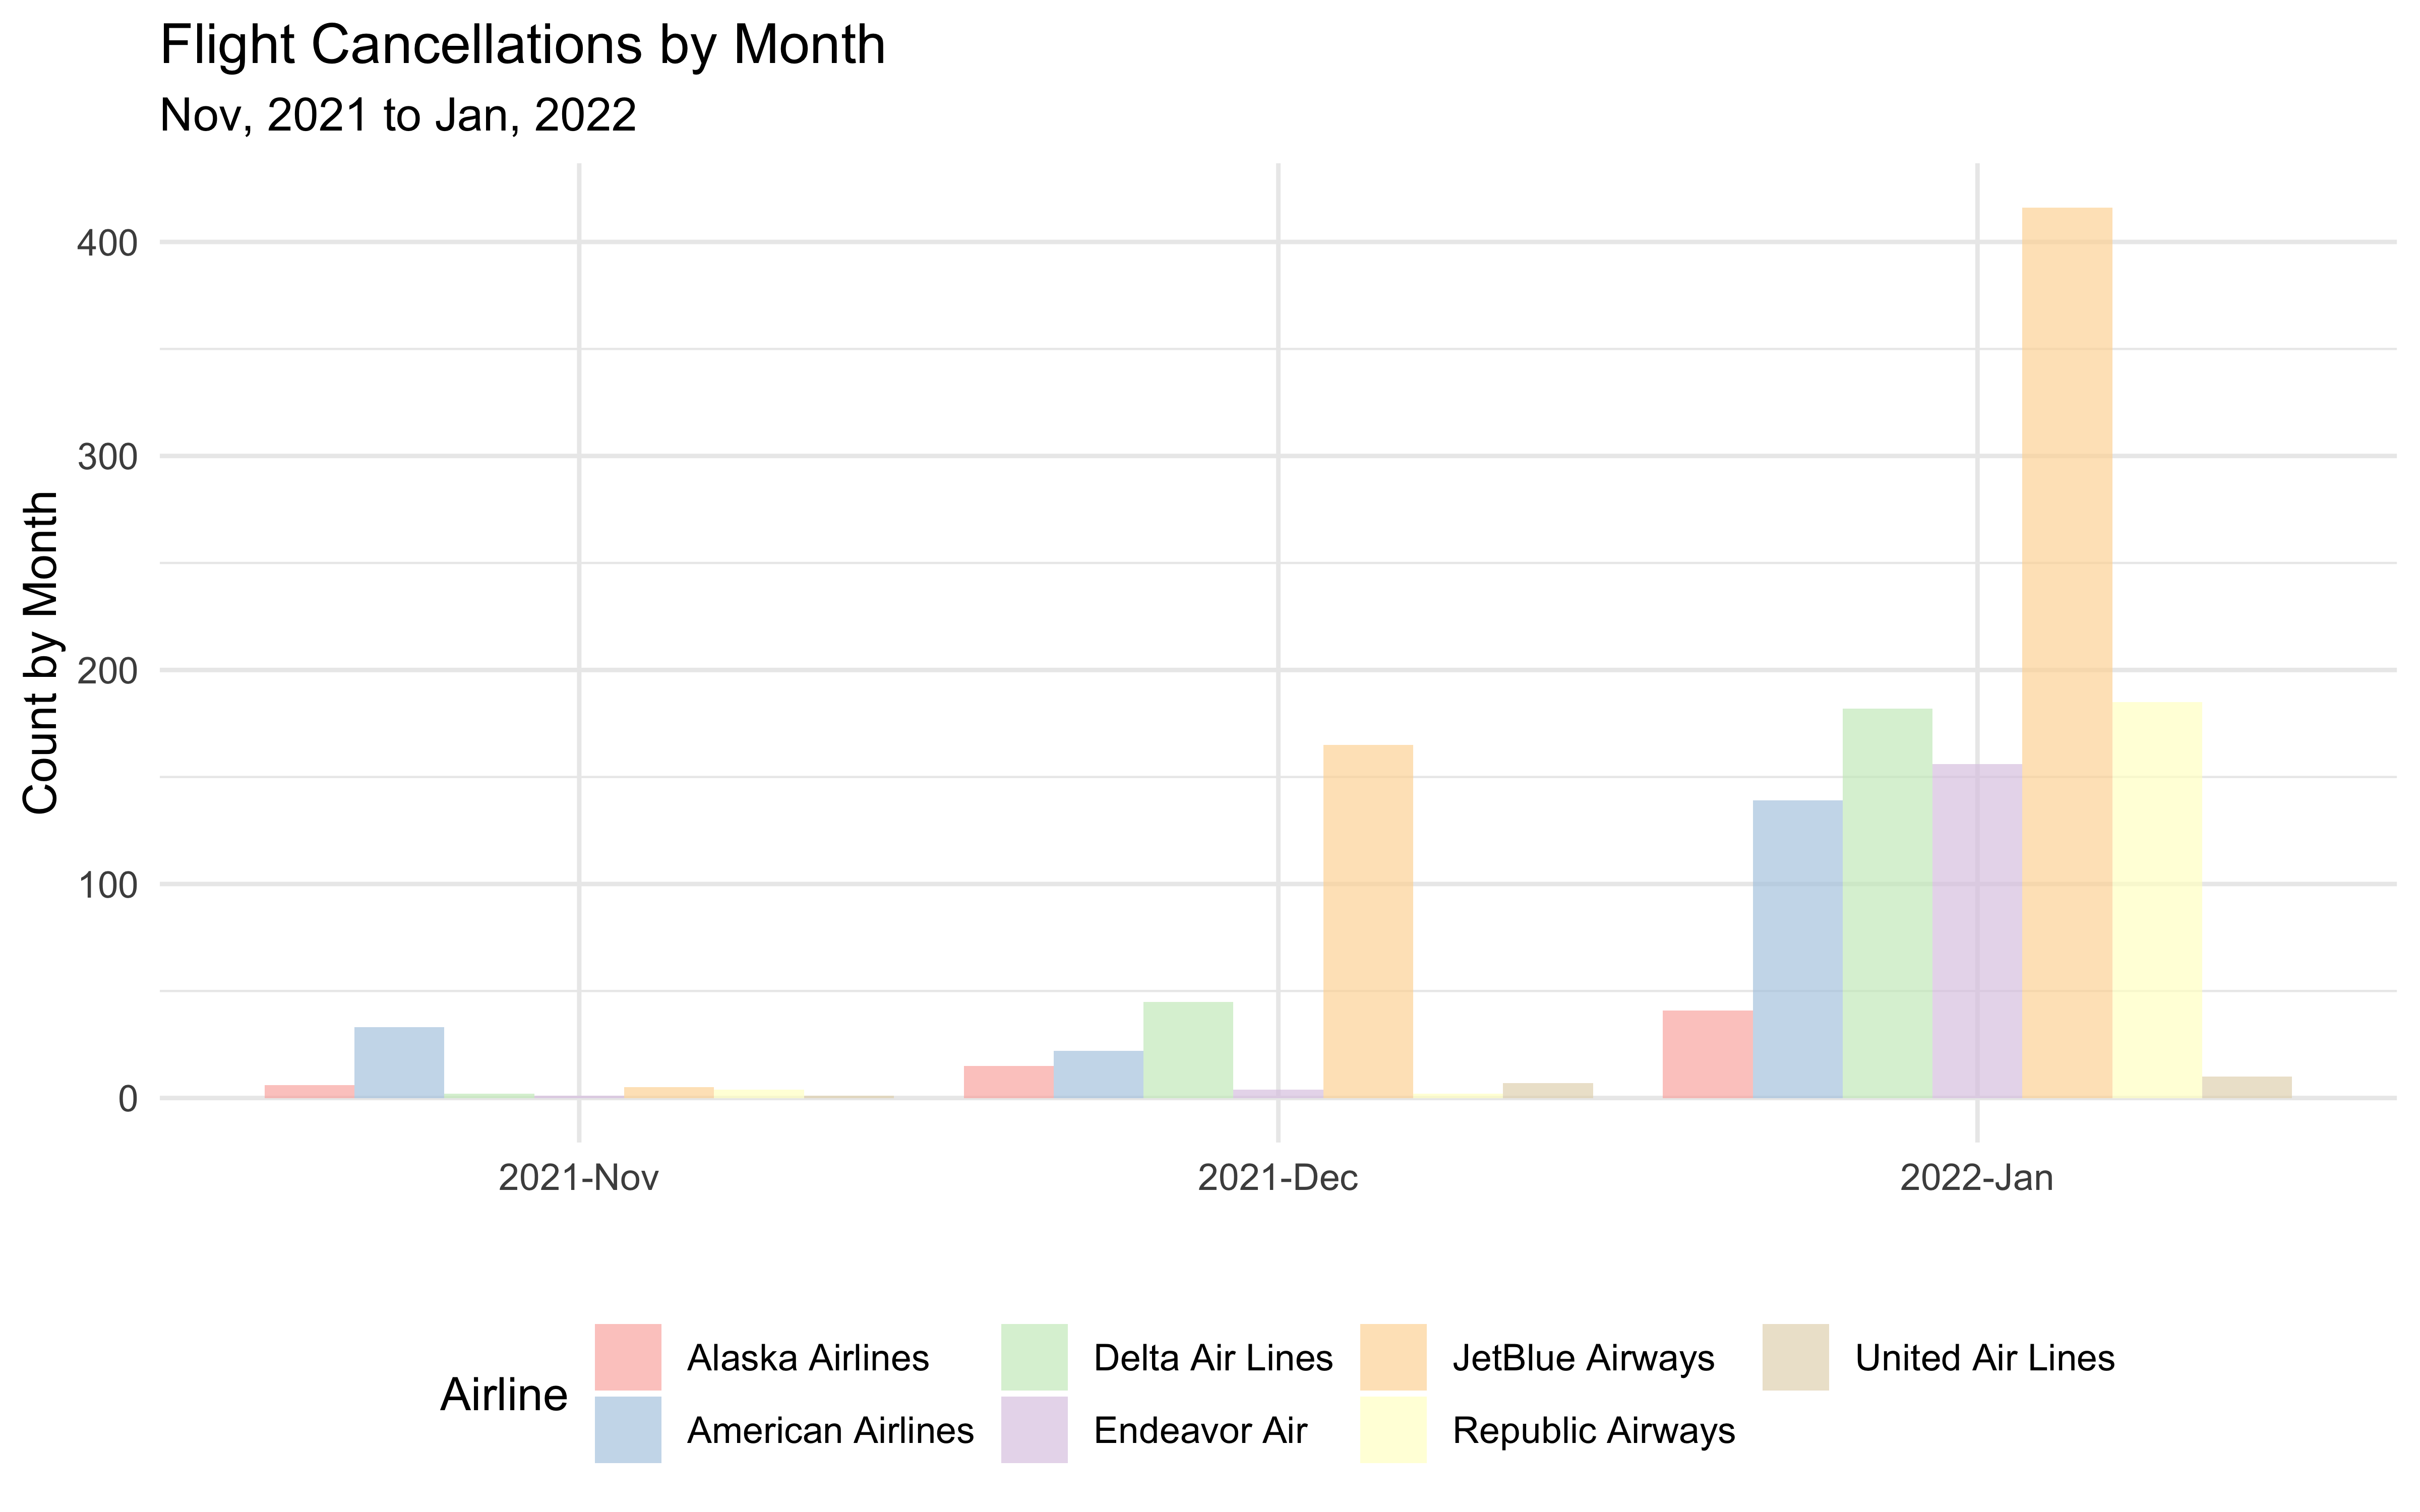 Flight Cancellations by Month
Nov, 2021 to Jan, 2022
Count by Month
400
300
200
100
0
2021-Nov
2021-Dec
2022-Jan
Airline
Alaska Airlines
American Airlines
Delta Air Lines
Endeavor Air
JetBlue Airways
Republic Airways
United Air Lines